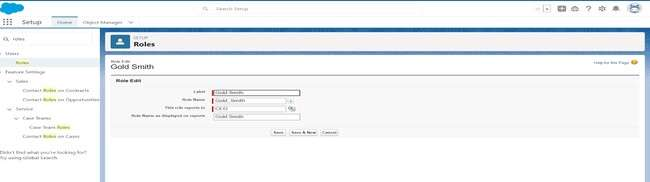 Search Setup
Setup
Home
Object Manager
roles
Users
Roles
Feature Settings
Sales
Contact Roles on Contracts
Contact Roles on Opportunities
Service
Case Teams
Case Team Roles
Contact Roles on Cases
Didn't find what you're looking for?
Try using Global Search.
SETUP
Roles
Role Edit
Gold Smith
Help for this Page
Role Edit
Label
Gold Smith
Role Name
Gold_Smith
This role reports to
CEO
Role Name as displayed on reports
Gold Smith
Save
Save & New
Cancel